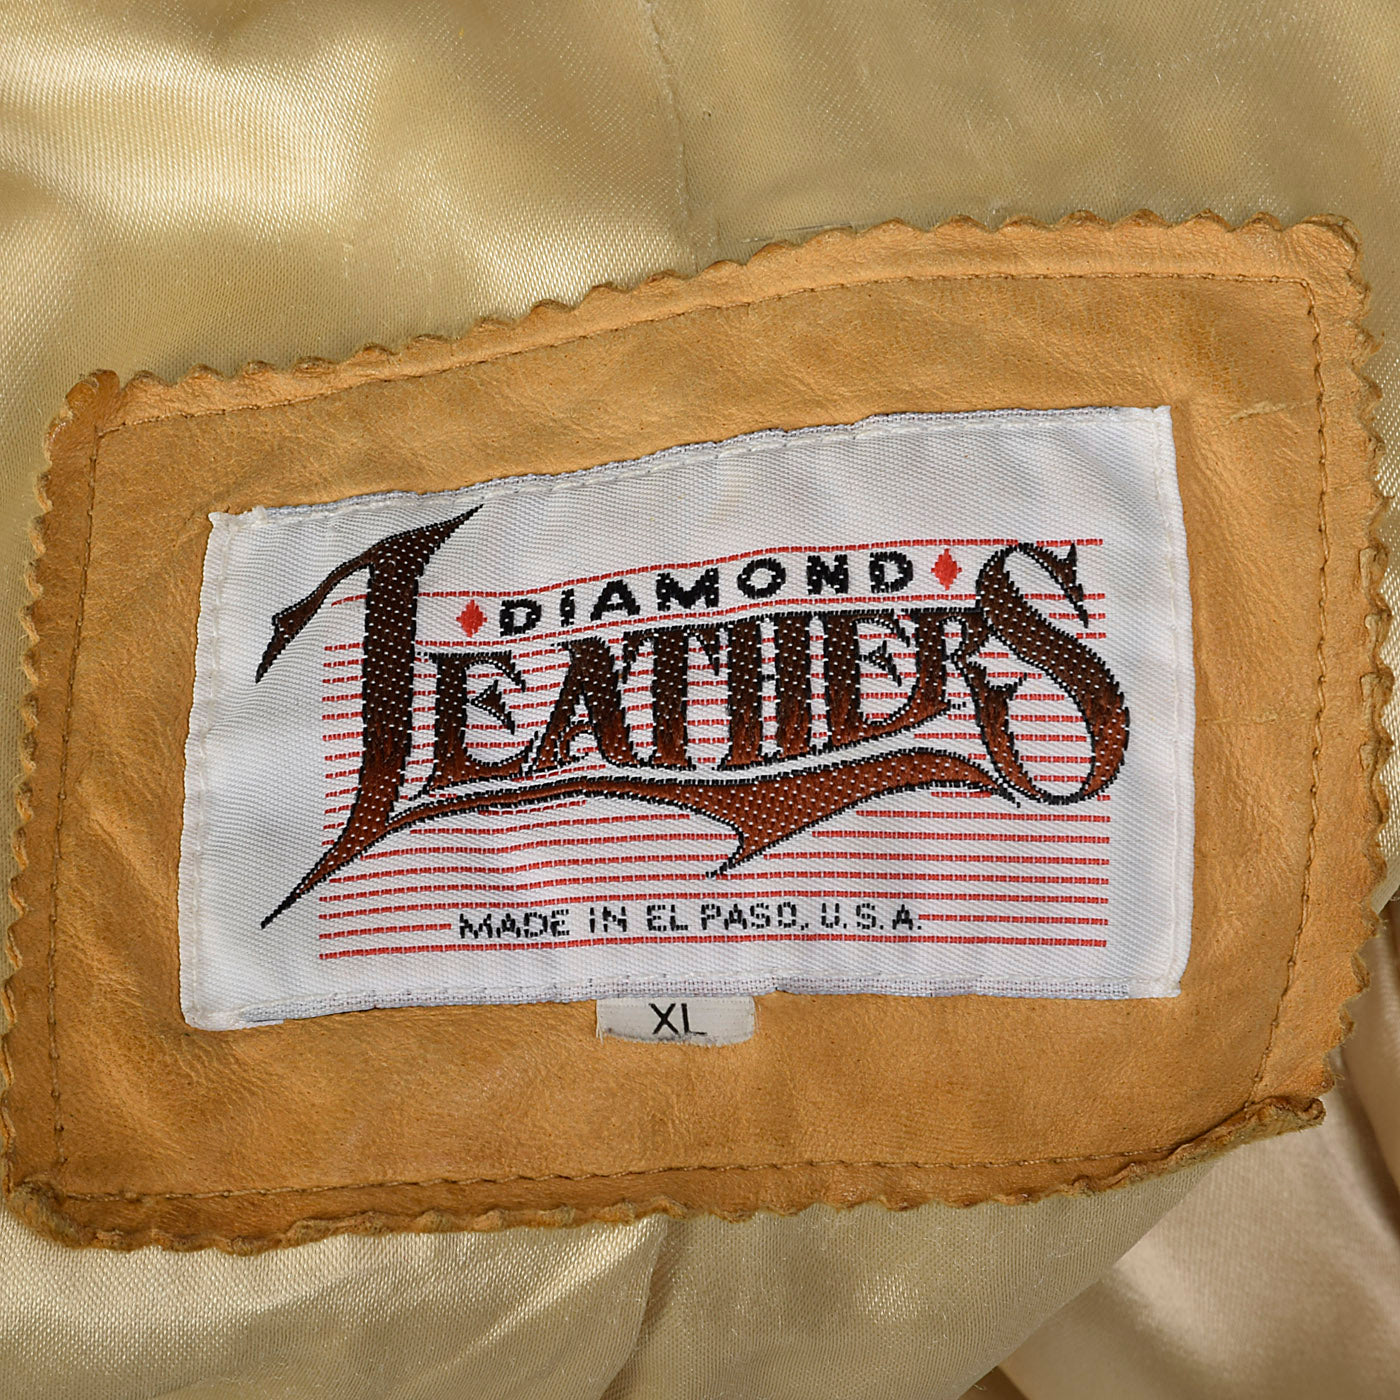 DIAMOND
LEATHERS
MADE IN EL PASO, U.S.A.
XL